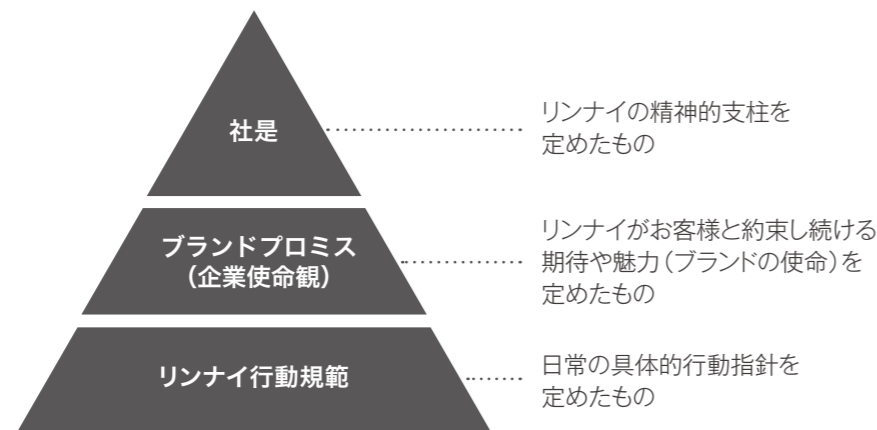 社是
リンナイの精神的支柱を
定めたもの
ブランドプロミス
（企業使命観）
リンナイがお客様と約束し続ける
期待や魅力（ブランドの使命）を
定めたもの
リンナイ行動規範
日常の具体的行動指針を
定めたもの